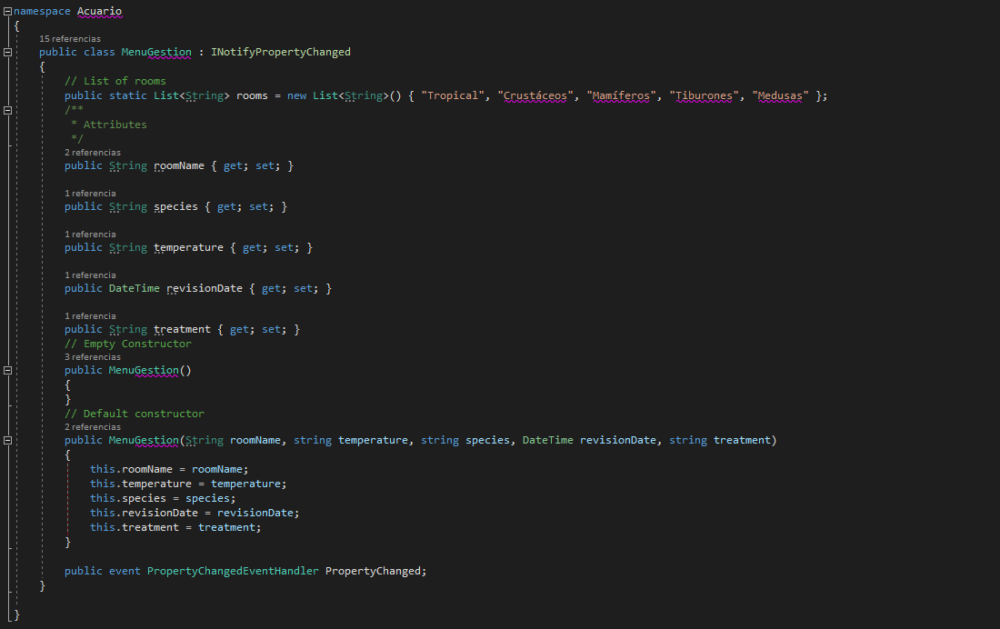 namespace Acuario
{
15 referencias
public class MenuGestion : INotifyPropertyChanged
{
// List of rooms
public static List<String> rooms = new List<String>() { "Tropical", "Crustáceos", "Mamíferos", "Tiburones", "Medusas" };
/**
* Attributes
*/
2 referencias
public String roomName { get; set; }
1 referencia
public String species { get; set; }
1 referencia
public String temperature { get; set; }
1 referencia
public DateTime revisionDate { get; set; }
1 referencia
public String treatment { get; set; }
// Empty Constructor
3 referencias
public MenuGestion()
{
}
// Default constructor
2 referencias
public MenuGestion(String roomName, string temperature, string species, DateTime revisionDate, string treatment)
{
this.roomName = roomName;
this.temperature = temperature;
this.species = species;
this.revisionDate = revisionDate;
this.treatment = treatment;
}
public event PropertyChangedEventHandler PropertyChanged;
}
}